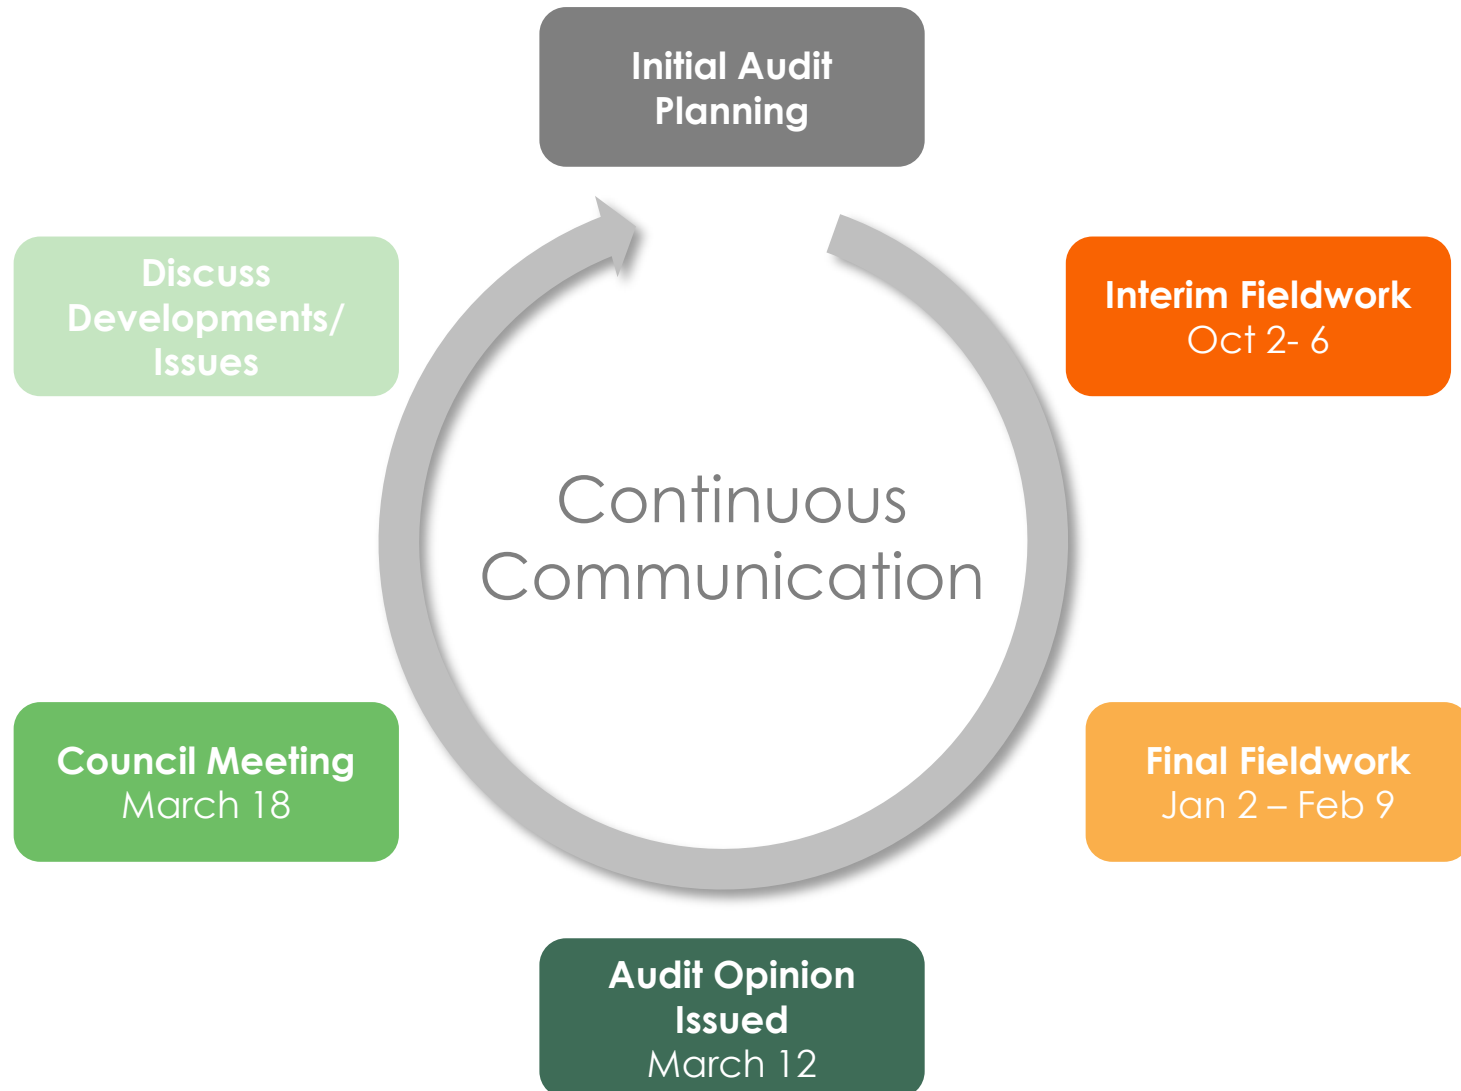 Initial Audit
Planning
Interim Fieldwork
Oct 2- 6
Final Fieldwork
Jan 2 – Feb 9
Audit Opinion
Issued
March 12
Council Meeting
March 18
Discuss
Developments/
Issues
Continuous
Communication